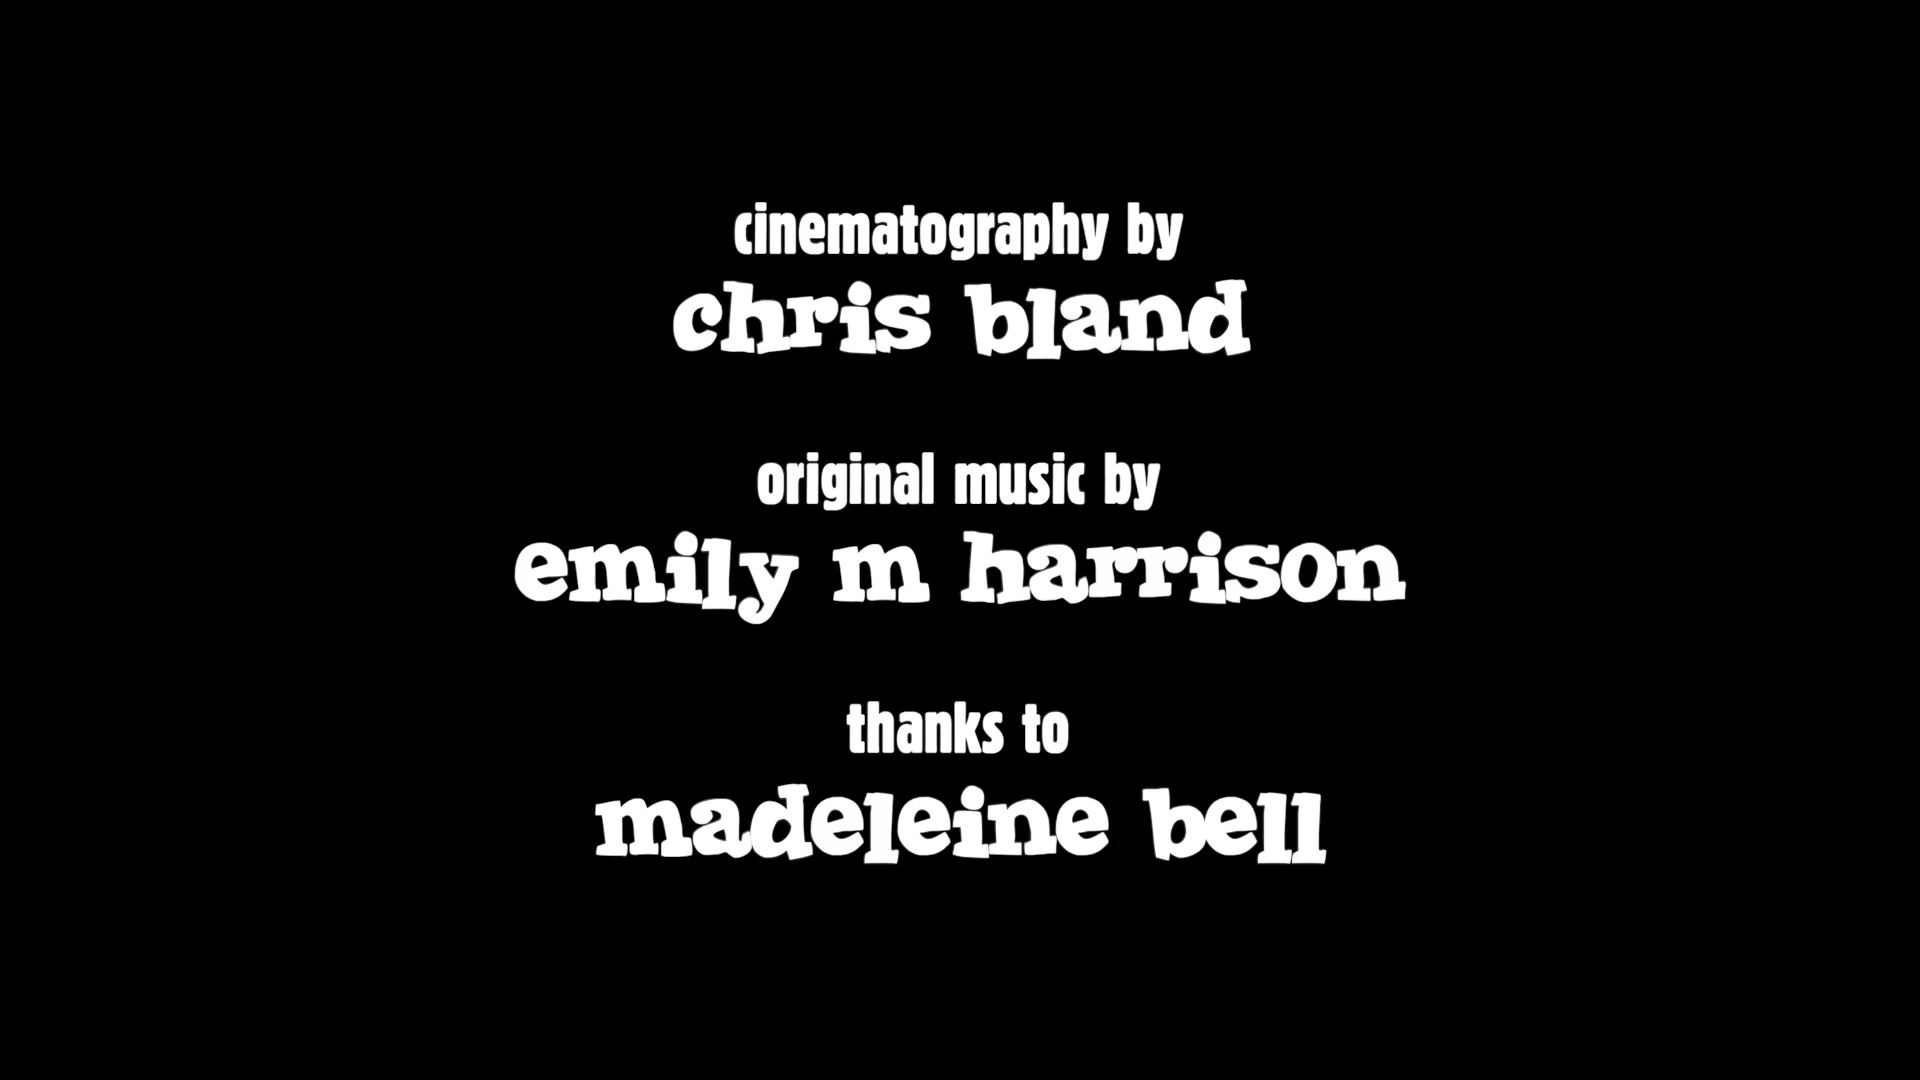 cinematography by
chris bland
original music by
emily m harrison
thanks to
madeleine bell